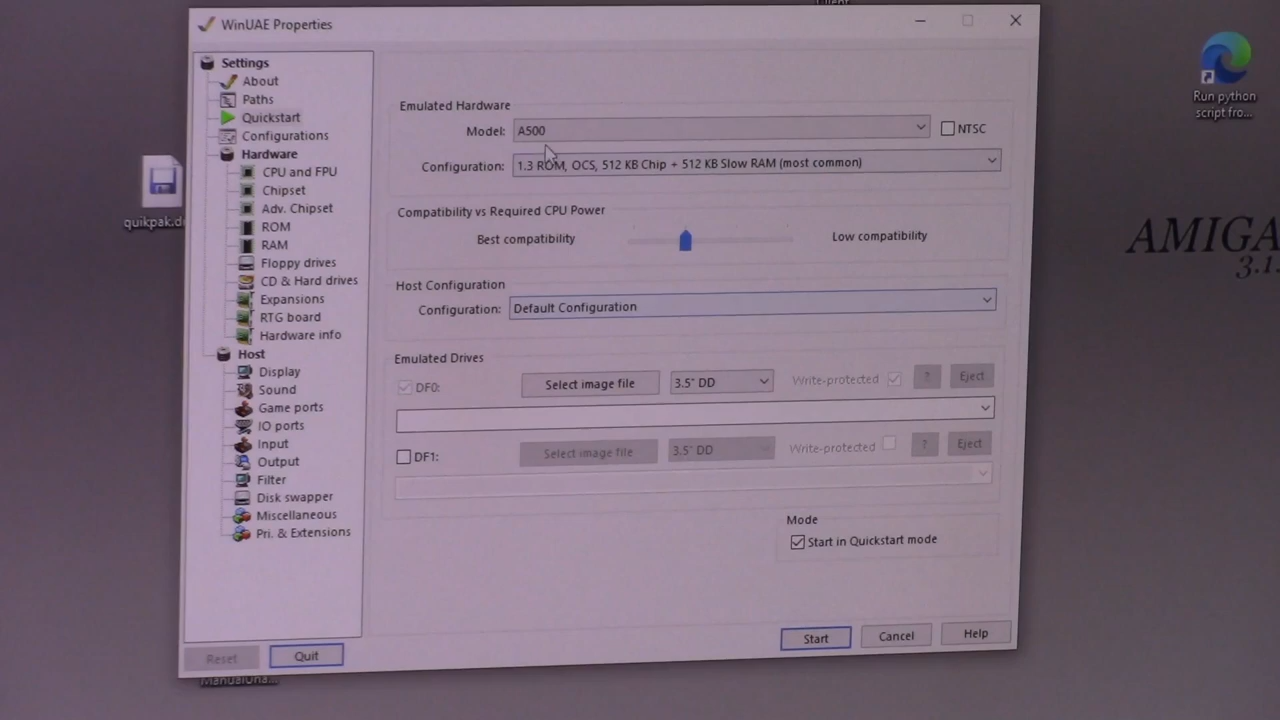 WinUAE Properties
Settings
About
Paths
Quickstart
Configurations
Hardware
CPU and FPU
Chipset
Adv. Chipset
ROM
RAM
Floppy drives
CD & Hard drives
Expansions
RTG board
Hardware info
Host
Display
Sound
Game ports
IO ports
Input
Output
Filter
Disk swapper
Miscellaneous
Pri. & Extensions
Reset
Quit
Emulated Hardware
Model: A500 NTSC
Configuration: 1.3 ROM, OCS, 512 KB Chip + 512 KB Slow RAM (most common)
Compatibility vs Required CPU Power
Best compatibility Low compatibility
Host Configuration
Configuration: Default Configuration
Emulated Drives
DF0: Select image file 3.5" DD Write-protected ? Eject
DF1: Select image file 3.5" DD Write-protected ? Eject
Mode
Start in Quickstart mode
Start Cancel Help
Run python
script fro...
AMIGA
3.1